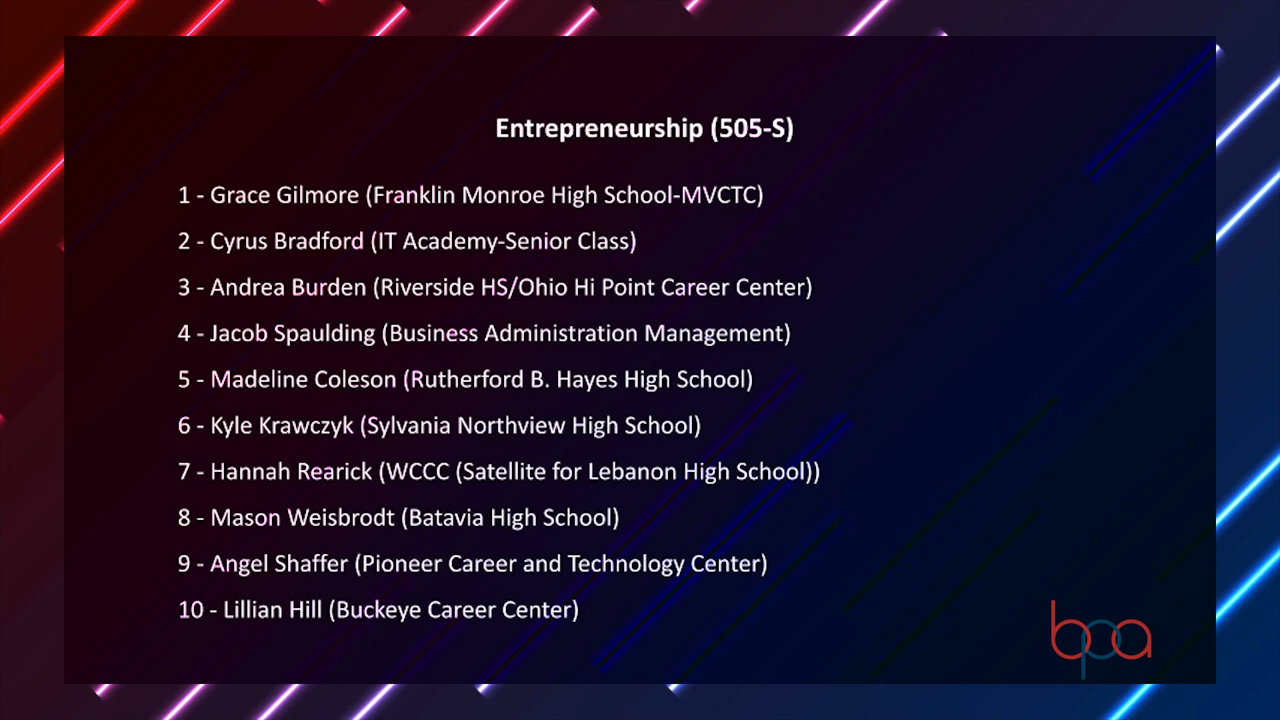 Entrepreneurship (505-S)
1 - Grace Gilmore (Franklin Monroe High School-MVCTC)
2 - Cyrus Bradford (IT Academy-Senior Class)
3 - Andrea Burden (Riverside HS/Ohio Hi Point Career Center)
4 - Jacob Spaulding (Business Administration Management)
5 - Madeline Coleson (Rutherford B. Hayes High School)
6 - Kyle Krawczyk (Sylvania Northview High School)
7 - Hannah Rearick (WCCC (Satellite for Lebanon High School))
8 - Mason Weisbrodt (Batavia High School)
9 - Angel Shaffer (Pioneer Career and Technology Center)
10 - Lillian Hill (Buckeye Career Center)
bpa